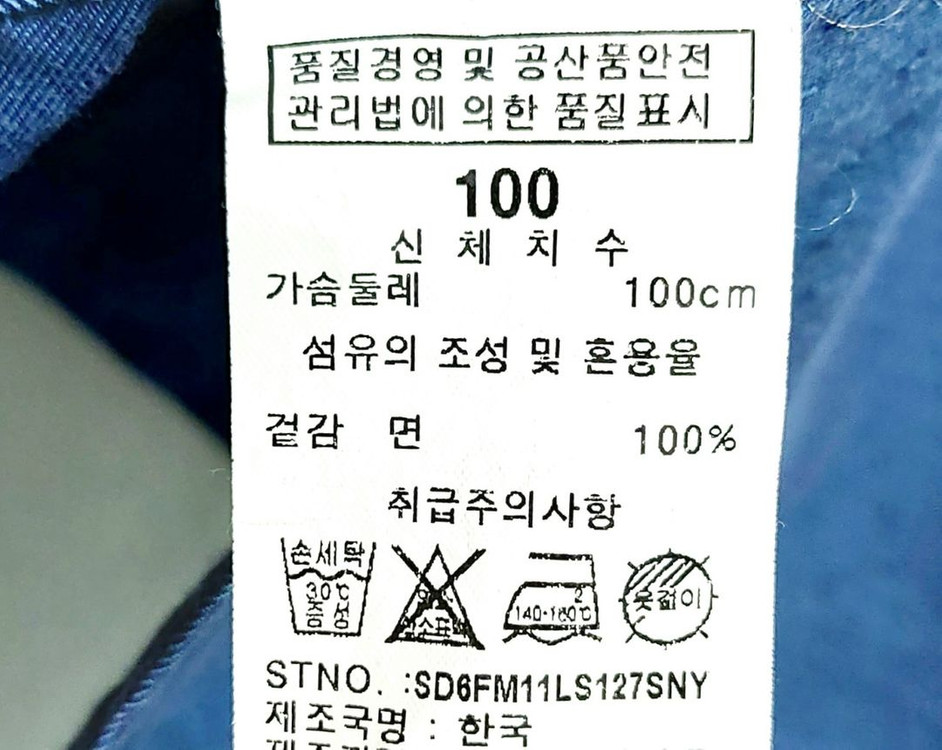 품질경영 및 공산품안전
관리법에 의한 품질표시
100
신 체 치 수
가슴둘레 100cm
섬유의 조성 및 혼용율
겉감 면 100%
취급주의사항
손세탁
30℃
중성
염소표백
2
140-160℃
옷걸이
STNO. :SD6FM11LS127SNY
제조국명 : 한국